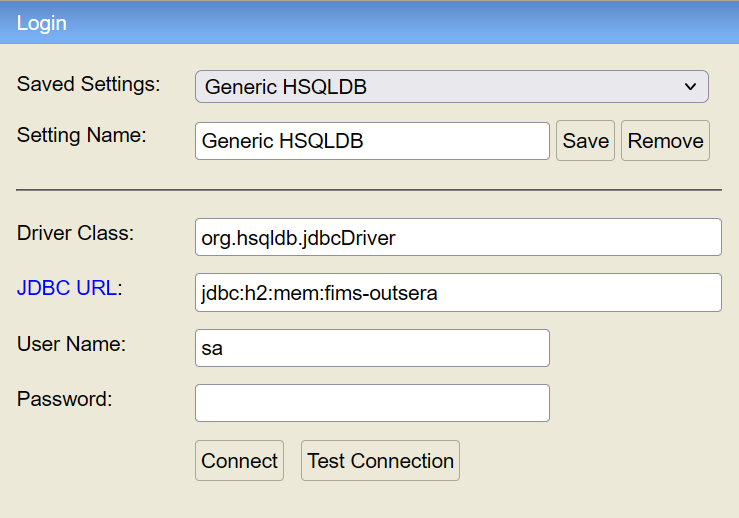 Login
Saved Settings: Generic HSQLDB
Setting Name: Generic HSQLDB Save Remove
Driver Class: org.hsqldb.jdbcDriver
JDBC URL: jdbc:h2:mem:fims-outsera
User Name: sa
Password:
Connect Test Connection